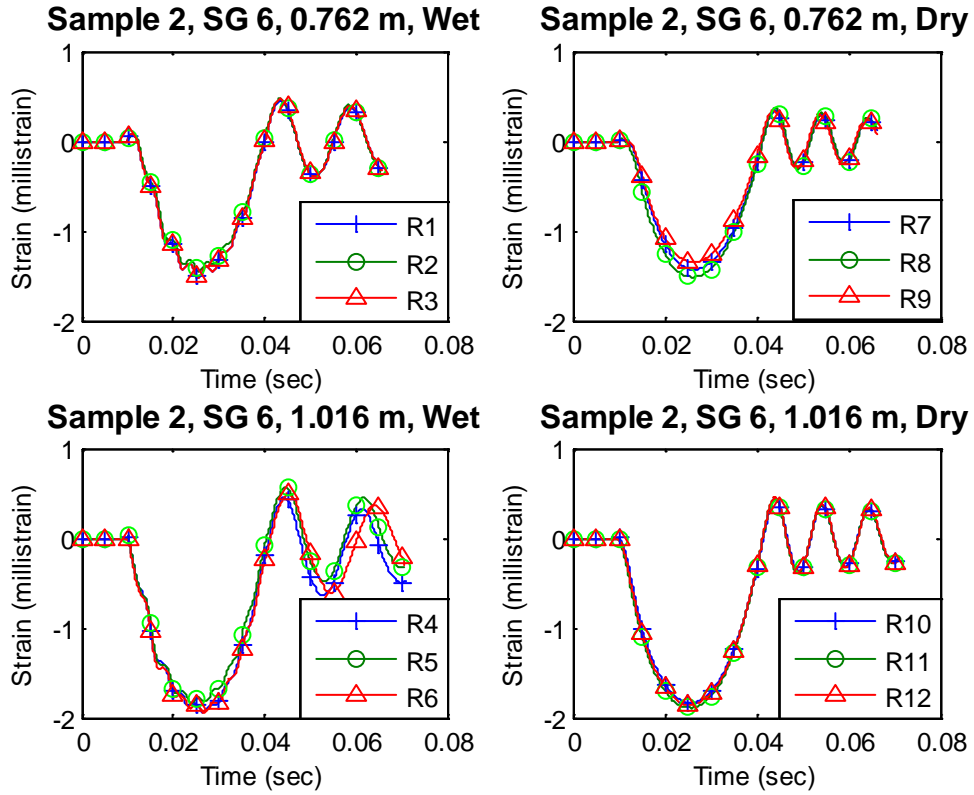 Sample 2, SG 6, 0.762 m, Wet
1
0
-1
-2
Strain (millistrain)
R1
R2
R3
0 0.02 0.04 0.06 0.08
Time (sec)
Sample 2, SG 6, 0.762 m, Dry
1
0
-1
-2
Strain (millistrain)
R7
R8
R9
0 0.02 0.04 0.06 0.08
Time (sec)
Sample 2, SG 6, 1.016 m, Wet
1
0
-1
-2
Strain (millistrain)
R4
R5
R6
0 0.02 0.04 0.06 0.08
Time (sec)
Sample 2, SG 6, 1.016 m, Dry
1
0
-1
-2
Strain (millistrain)
R10
R11
R12
0 0.02 0.04 0.06 0.08
Time (sec)